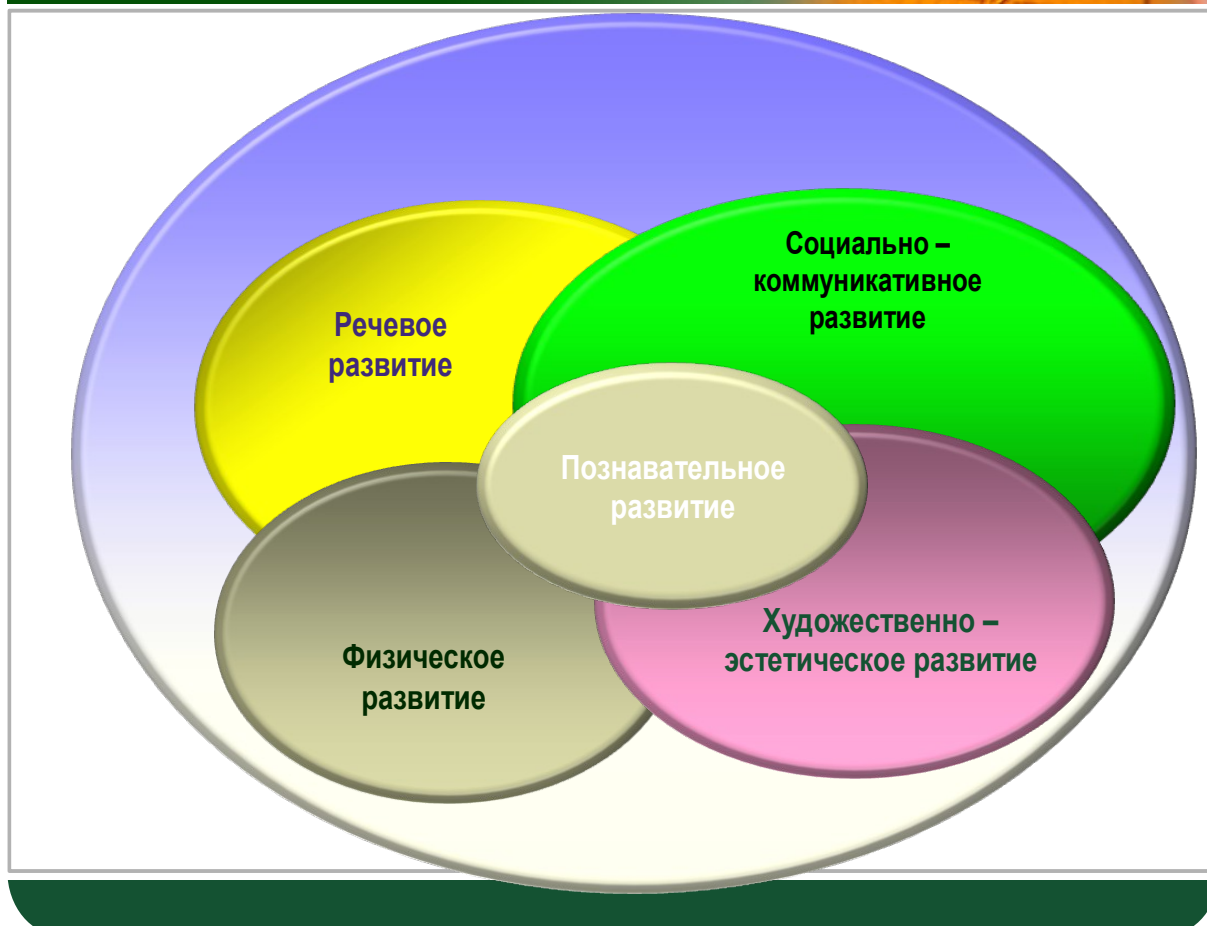 Социально –
коммуникативное
развитие
Речевое
развитие
Познавательное
развитие
Художественно –
эстетическое развитие
Физическое
развитие